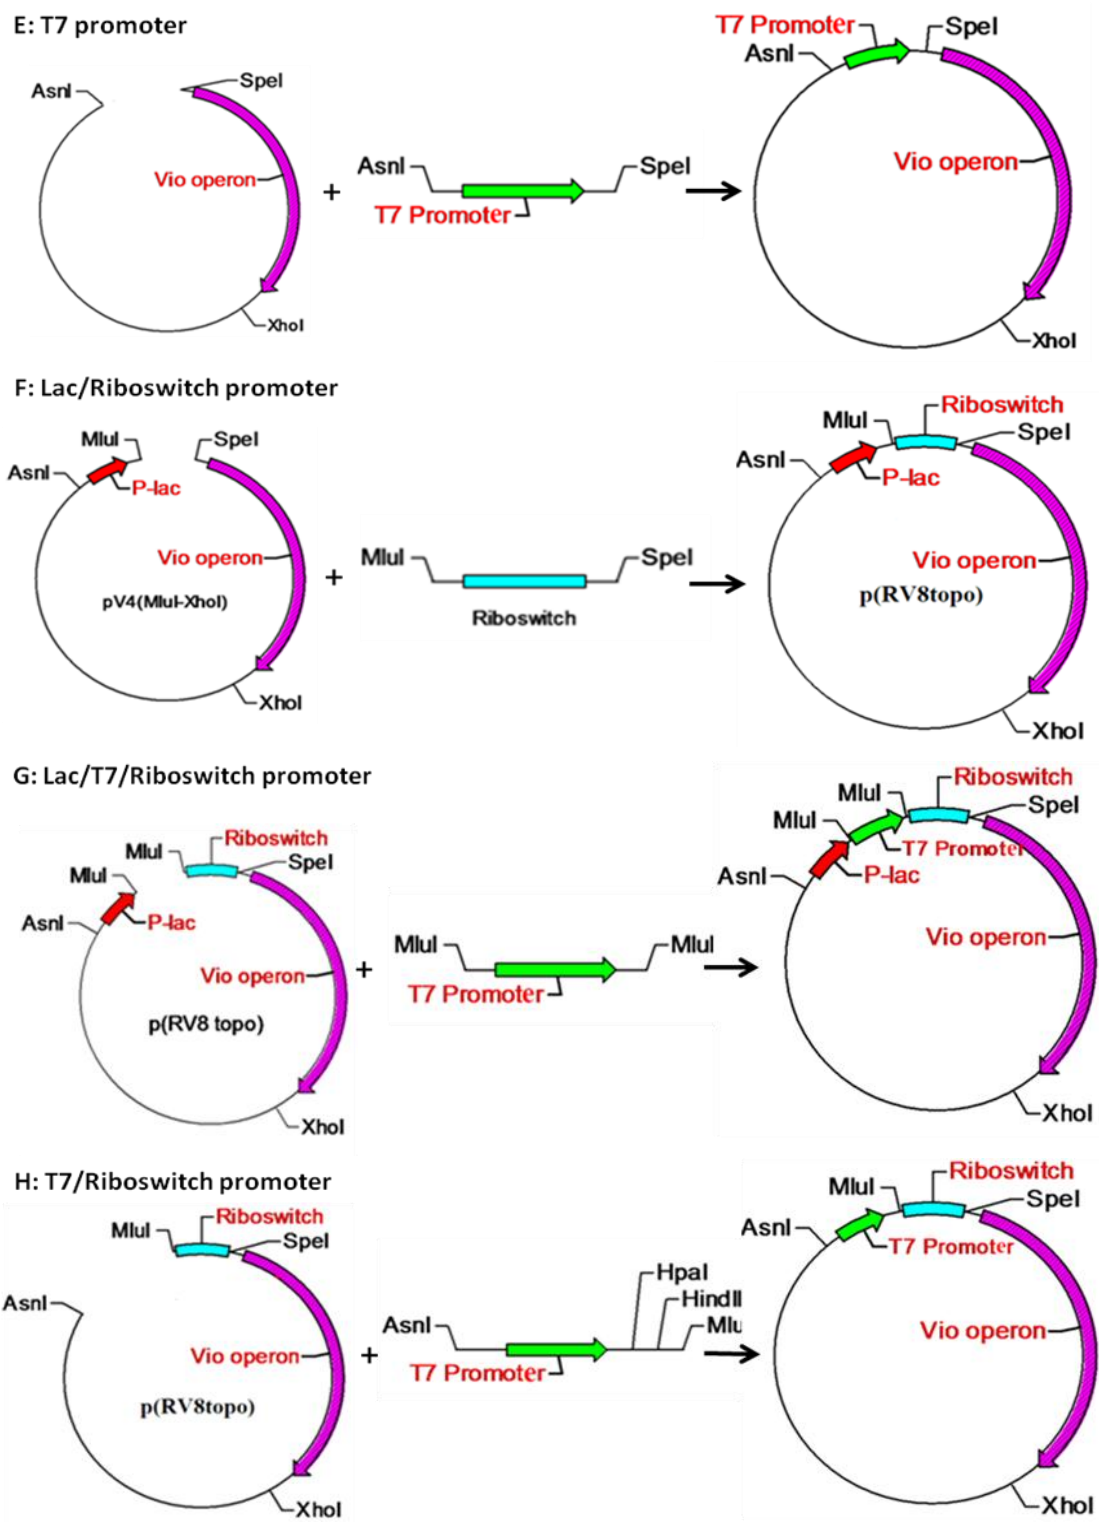 E: T7 promoter
AsnI
SpeI
Vio operon
XhoI
+
AsnI
SpeI
T7 Promoter
T7 Promoter
AsnI
SpeI
Vio operon
XhoI
F: Lac/Riboswitch promoter
MluI
SpeI
AsnI
P-lac
Vio operon
pV4(MluI-XhoI)
XhoI
+
MluI
SpeI
Riboswitch
Riboswitch
MluI
SpeI
AsnI
P-lac
Vio operon
p(RV8topo)
XhoI
G: Lac/T7/Riboswitch promoter
Riboswitch
MluI
SpeI
MluI
AsnI
P-lac
Vio operon
p(RV8 topo)
XhoI
+
MluI
MluI
T7 Promoter
Riboswitch
MluI
SpeI
MluI
T7 Promoter
AsnI
P-lac
Vio operon
XhoI
H: T7/Riboswitch promoter
Riboswitch
MluI
SpeI
AsnI
Vio operon
p(RV8topo)
XhoI
+
HpaI
HindII
AsnI
Mlu
T7 Promoter
Riboswitch
MluI
SpeI
AsnI
T7 Promoter
Vio operon
XhoI